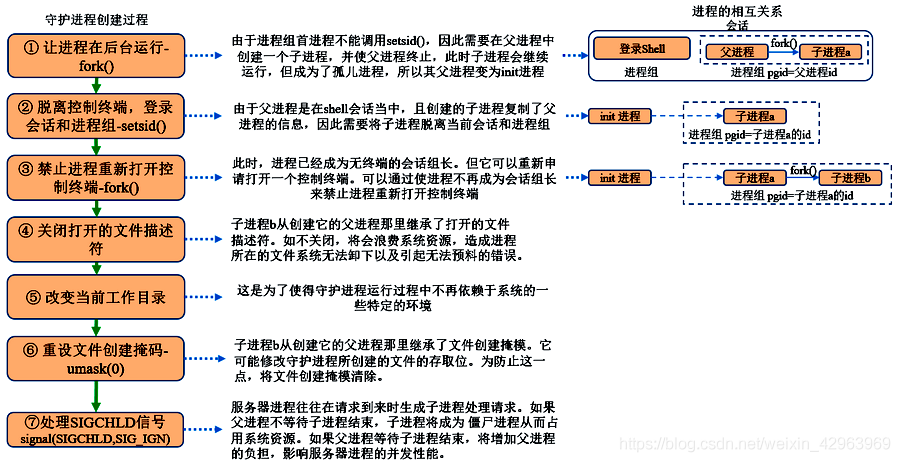 守护进程创建过程
进程的相互关系
会话
① 让进程在后台运行-
fork()
由于进程组首进程不能调用setsid()，因此需要在父进程中
创建一个子进程，并使父进程终止，此时子进程会继续
运行，但成为了孤儿进程，所以其父进程变为init进程
登录Shell
进程组
父进程
fork()
子进程a
进程组 pgid=父进程id
② 脱离控制终端，登录
会话和进程组-setsid()
由于父进程是在shell会话当中，且创建的子进程复制了父
进程的信息，因此需要将子进程脱离当前会话和进程组
init 进程
子进程a
进程组 pgid=子进程a的id
③ 禁止进程重新打开控
制终端-fork()
此时，进程已经成为无终端的会话组长。但它可以重新申
请打开一个控制终端。可以通过使进程不再成为会话组长
来禁止进程重新打开控制终端
init 进程
子进程a
fork()
子进程b
进程组 pgid=子进程a的id
④ 关闭打开的文件描述
符
子进程b从创建它的父进程那里继承了打开的文件
描述符。如不关闭，将会浪费系统资源，造成进程
所在的文件系统无法卸下以及引起无法预料的错误。
⑤ 改变当前工作目录
这是为了使得守护进程运行过程中不再依赖于系统的一
些特定的环境
⑥ 重设文件创建掩码-
umask(0)
子进程b从创建它的父进程那里继承了文件创建掩模。它
可能修改守护进程所创建的文件的存取位。为防止这一
点，将文件创建掩模清除。
⑦处理SIGCHLD信号
signal(SIGCHLD,SIG_IGN)
服务器进程往往在请求到来时生成子进程处理请求。如果
父进程不等待子进程结束，子进程将成为 僵尸进程从而占
用系统资源。如果父进程等待子进程结束，将增加父进程
的负担，影响服务器进程的并发性能。
https://blog.csdn.net/weixin_42963969